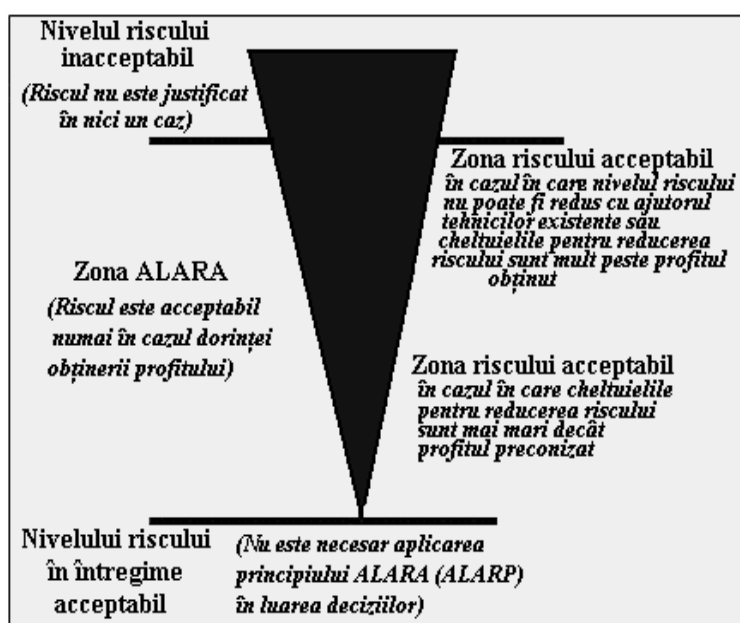 Nivelul riscului
inacceptabil
(Riscul nu este justificat
în nici un caz)
Zona riscului acceptabil
în cazul în care nivelul riscului
nu poate fi redus cu ajutorul
tehnicilor existente sau
cheltuielile pentru reducerea
riscului sunt mult peste profitul
obținut
Zona ALARA
(Riscul este acceptabil
numai în cazul dorinței
obținerii profitului)
Zona riscului acceptabil
în cazul în care cheltuielile
pentru reducerea riscului
sunt mai mari decât
profitul preconizat
Nivelului riscului
în întregime
acceptabil
(Nu este necesar aplicarea
principiului ALARA (ALARP)
în luarea deciziilor)